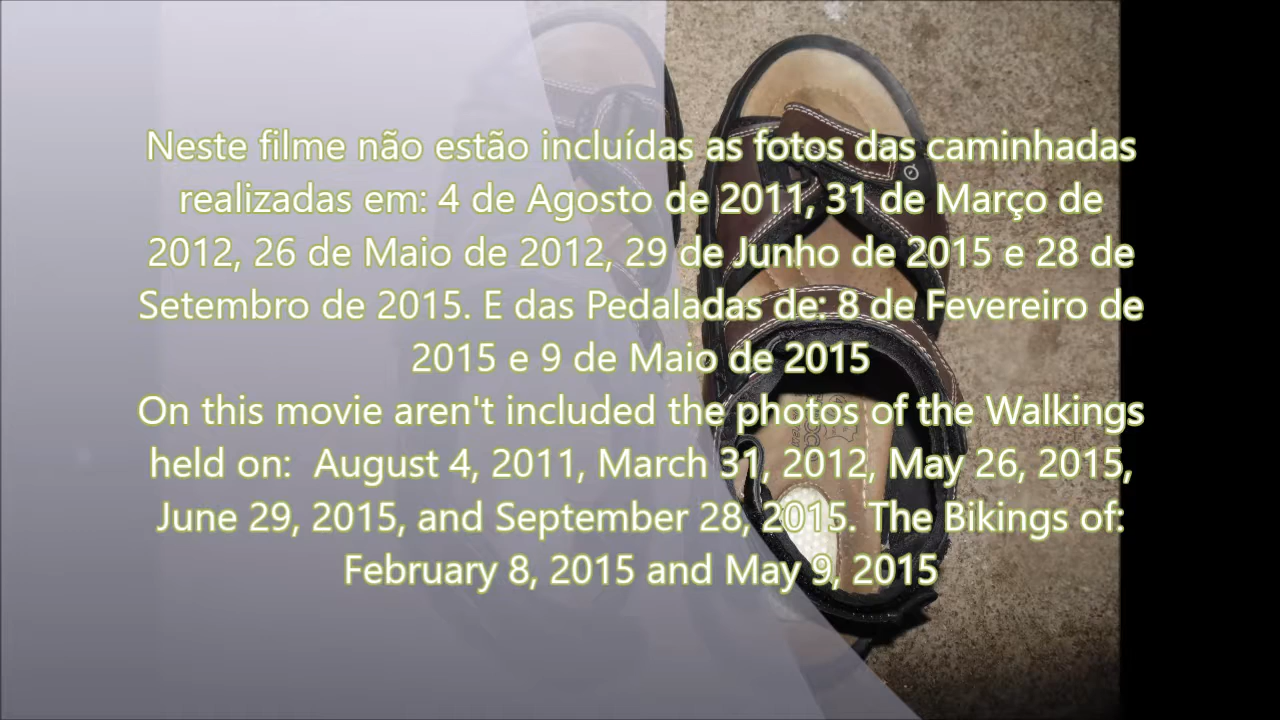 Neste filme não estão incluídas as fotos das caminhadas
realizadas em: 4 de Agosto de 2011, 31 de Março de
2012, 26 de Maio de 2012, 29 de Junho de 2015 e 28 de
Setembro de 2015. E das Pedaladas de: 8 de Fevereiro de
2015 e 9 de Maio de 2015
On this movie aren't included the photos of the Walkings
held on:  August 4, 2011, March 31, 2012, May 26, 2015,
June 29, 2015, and September 28, 2015. The Bikings of:
February 8, 2015 and May 9, 2015